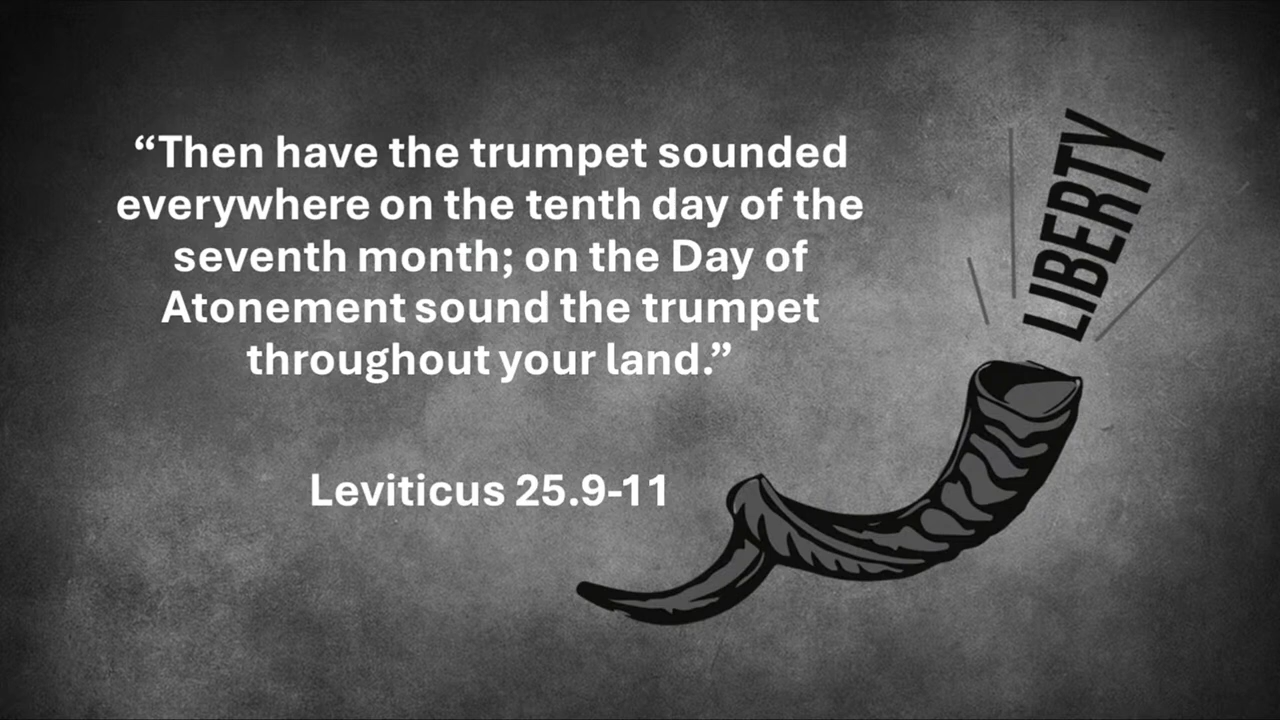 “Then have the trumpet sounded
everywhere on the tenth day of the
seventh month; on the Day of
Atonement sound the trumpet
throughout your land.”
Leviticus 25.9-11
LIBERTY